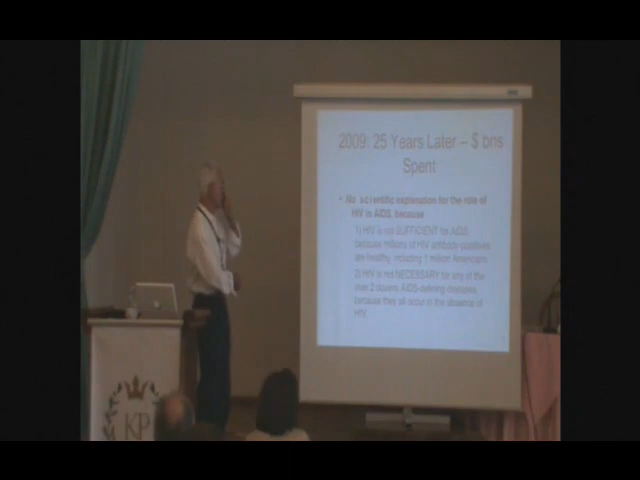 2009: 25 Years Later – $ bns
Spent
• No scientific explanation for the role of
HIV in AIDS, because
1) HIV is not SUFFICIENT for AIDS,
because millions of HIV antibody-positives
are healthy, including 1 million Americans
2) HIV is not NECESSARY for any of the
over 2 dozen AIDS-defining diseases,
because they all occur in the absence of
HIV.
KP